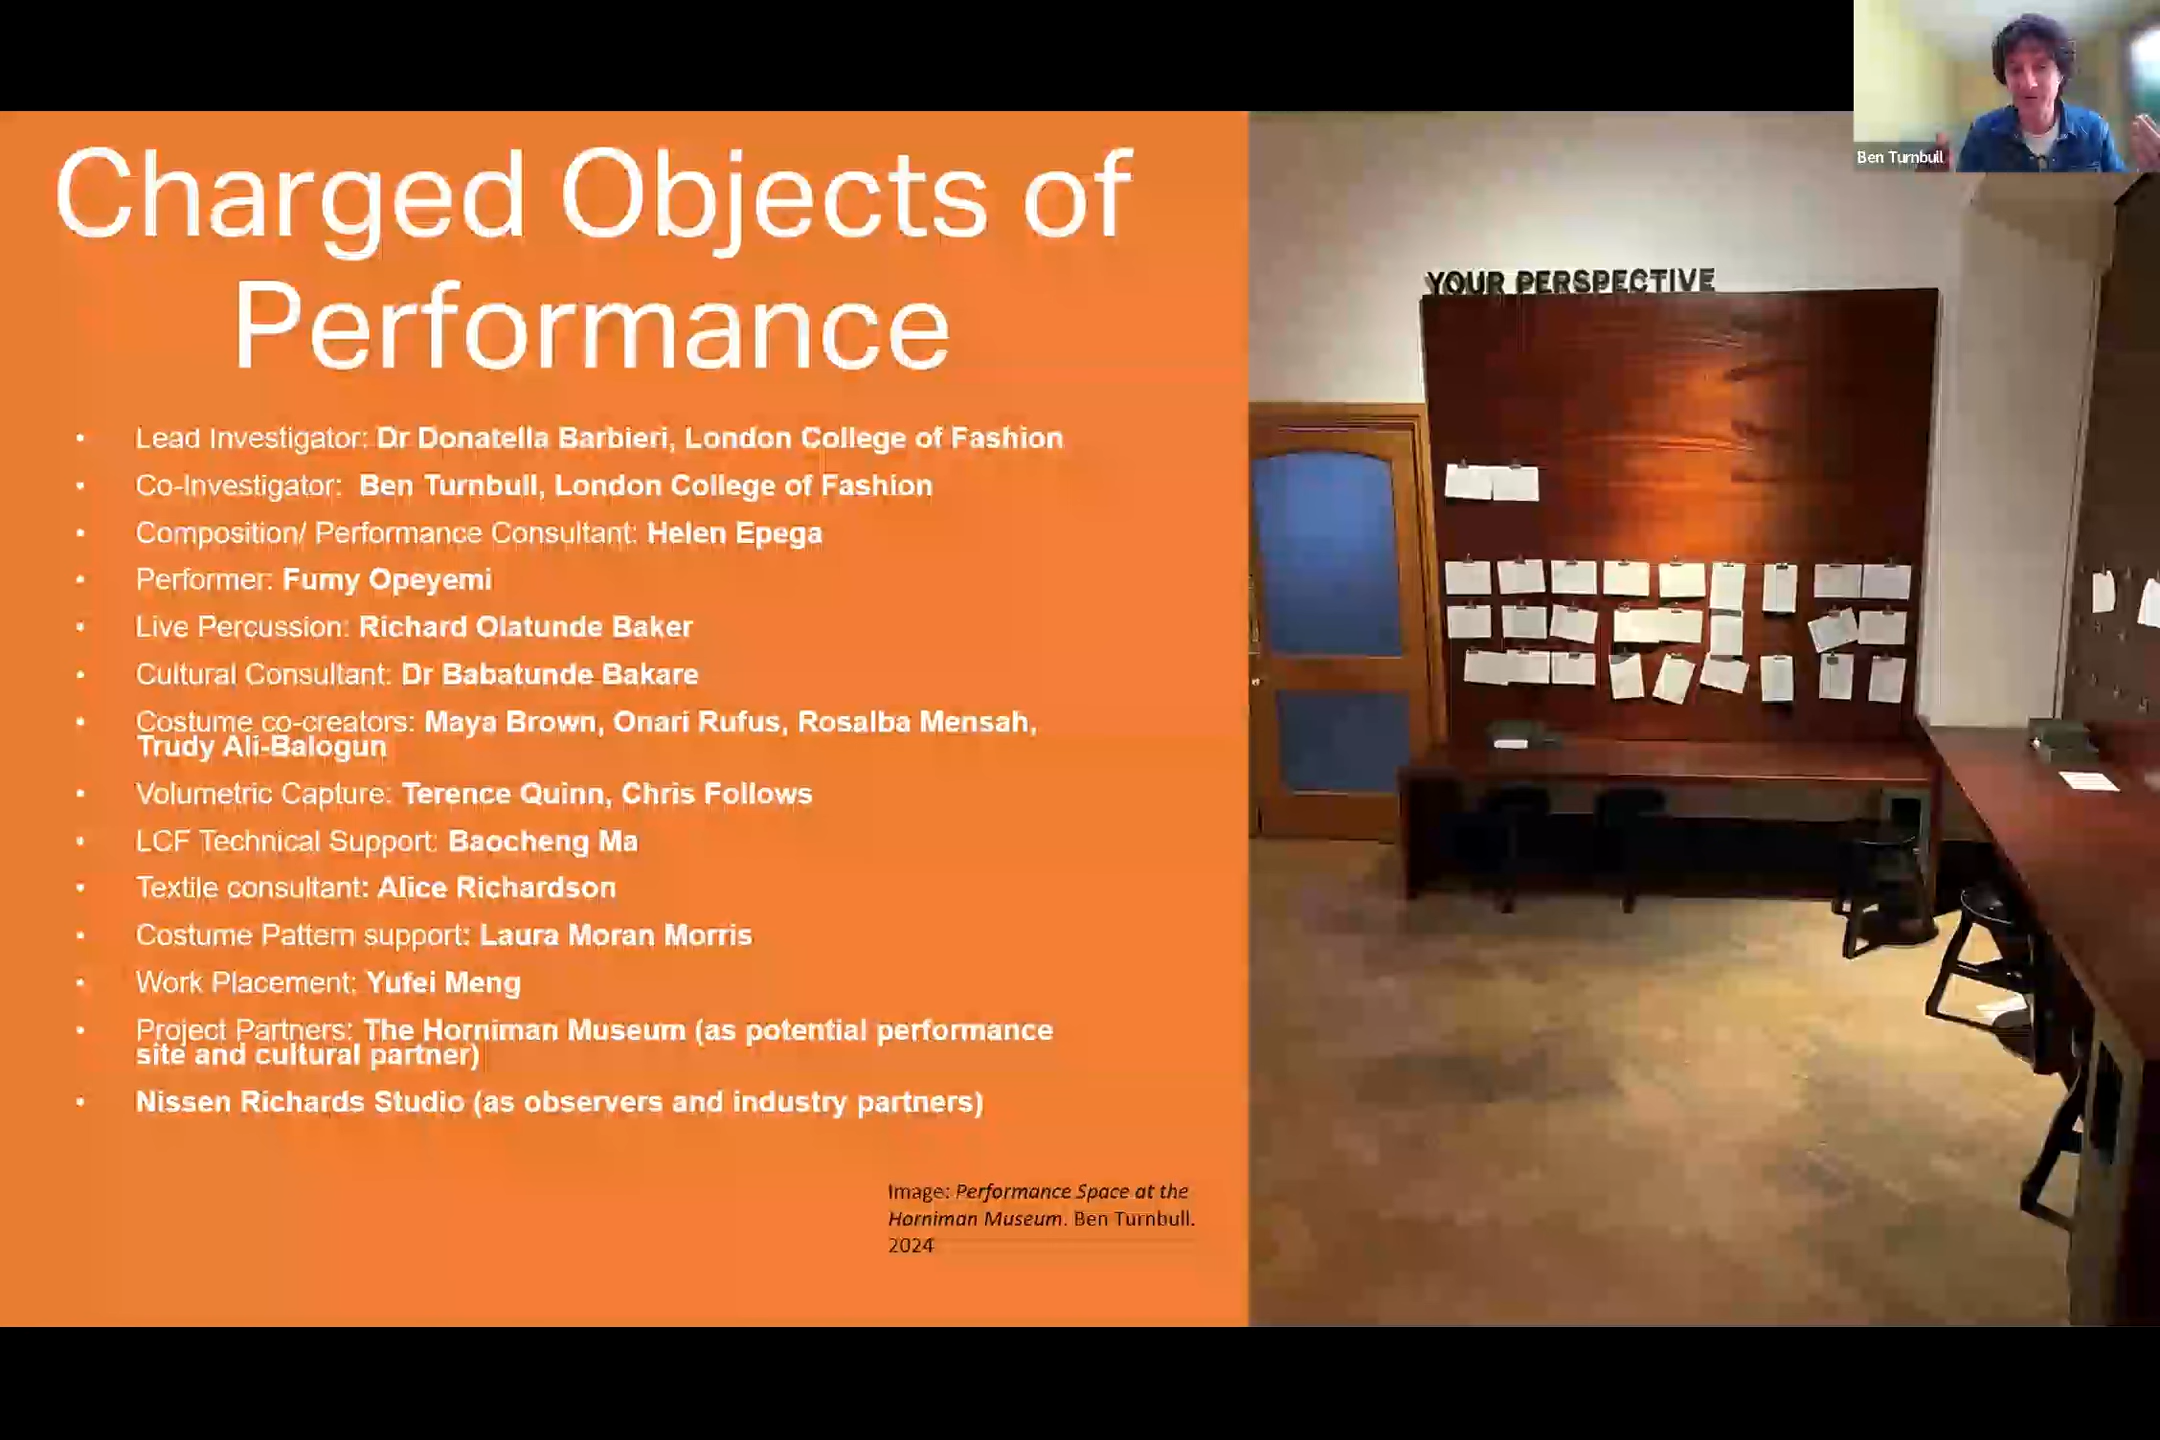 Charged Objects of
Performance
• Lead Investigator: Dr Donatella Barbieri, London College of Fashion
• Co-Investigator: Ben Turnbull, London College of Fashion
• Composition/ Performance Consultant: Helen Epega
• Performer: Fumy Opeyemi
• Live Percussion: Richard Olatunde Baker
• Cultural Consultant: Dr Babatunde Bakare
• Costume co-creators: Maya Brown, Onari Rufus, Rosalba Mensah,
Trudy Ali-Balogun
• Volumetric Capture: Terence Quinn, Chris Follows
• LCF Technical Support: Baocheng Ma
• Textile consultant: Alice Richardson
• Costume Pattern support: Laura Moran Morris
• Work Placement: Yufei Meng
• Project Partners: The Horniman Museum (as potential performance
site and cultural partner)
• Nissen Richards Studio (as observers and industry partners)
Image: Performance Space at the
Horniman Museum. Ben Turnbull.
2024
YOUR PERSPECTIVE
Ben Turnbull